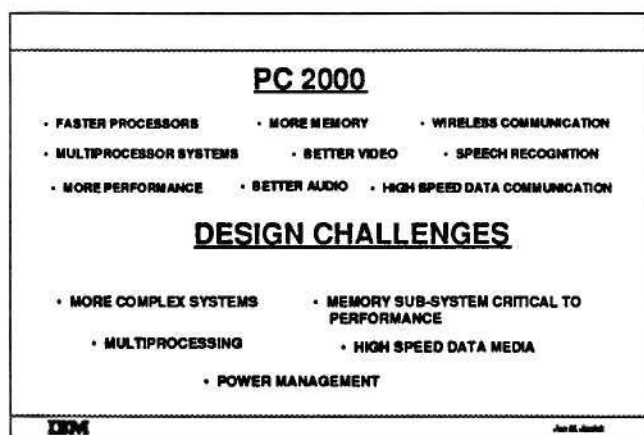 PC 2000
• FASTER PROCESSORS • MORE MEMORY • WIRELESS COMMUNICATION
• MULTIPROCESSOR SYSTEMS • BETTER VIDEO • SPEECH RECOGNITION
• MORE PERFORMANCE • BETTER AUDIO • HIGH SPEED DATA COMMUNICATION
DESIGN CHALLENGES
• MORE COMPLEX SYSTEMS • MEMORY SUB-SYSTEM CRITICAL TO
PERFORMANCE
• MULTIPROCESSING • HIGH SPEED DATA MEDIA
• POWER MANAGEMENT
IBM